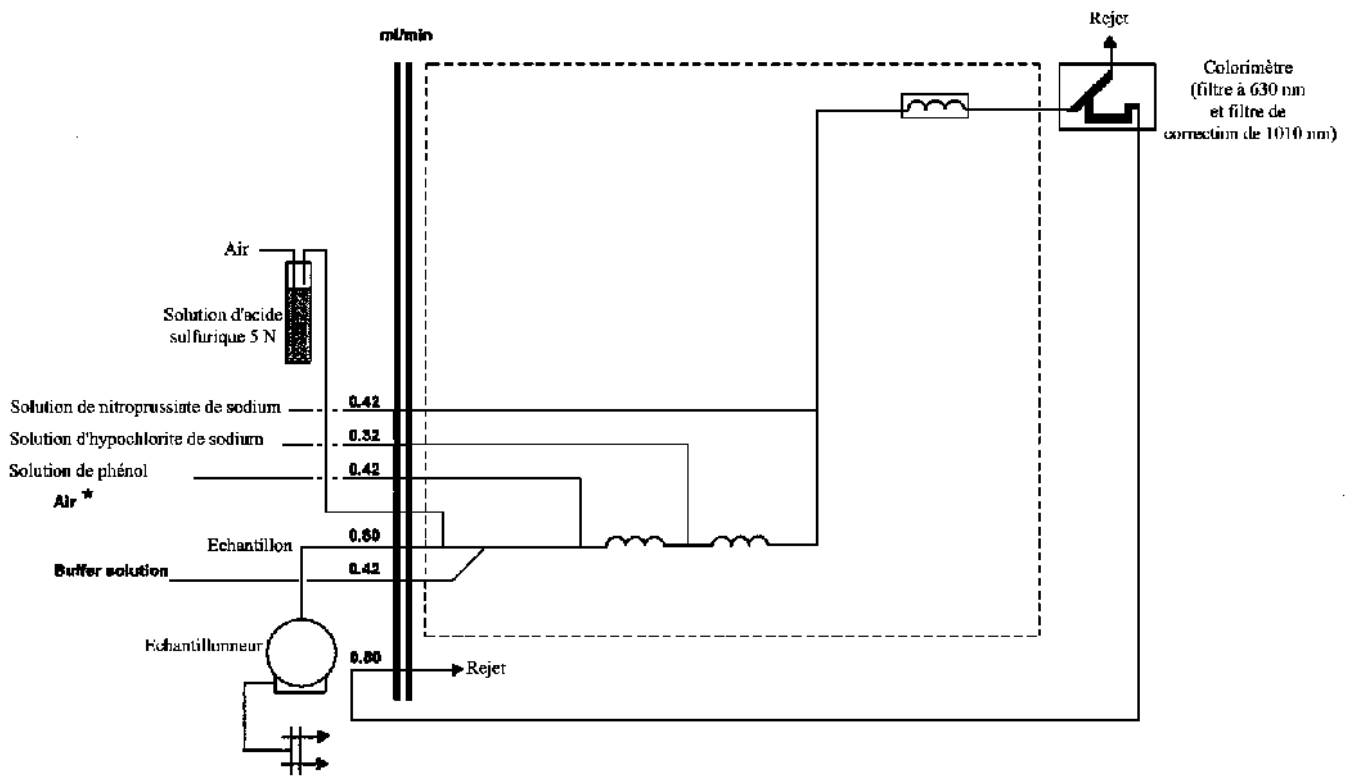 Rejet
ml/min
Colorimètre
(filtre à 630 nm
et filtre de
correction de 1010 nm)
Air
Solution d'acide
sulfurique 5 N
Solution de nitroprussiate de sodium
0.42
Solution d'hypochlorite de sodium
0.32
Solution de phénol
0.42
Air *
Echantillon
0.80
Buffer solution
0.42
Echantillonneur
0.80
Rejet